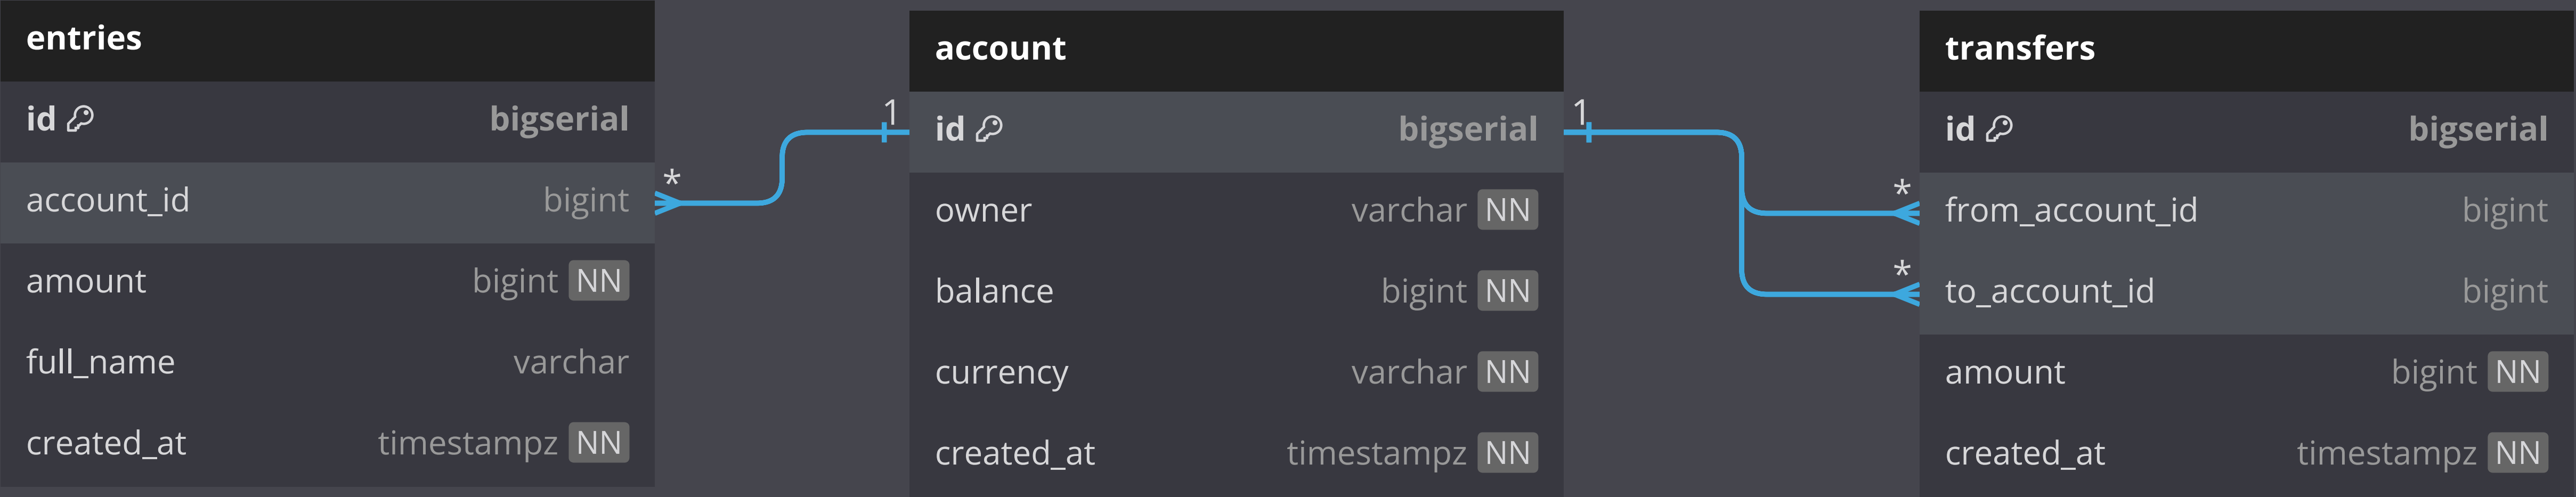 entries
id bigserial
account_id bigint
amount bigint NN
full_name varchar
created_at timestampz NN
1
*
account
id bigserial
owner varchar NN
balance bigint NN
currency varchar NN
created_at timestampz NN
1
*
*
transfers
id bigserial
from_account_id bigint
to_account_id bigint
amount bigint NN
created_at timestampz NN